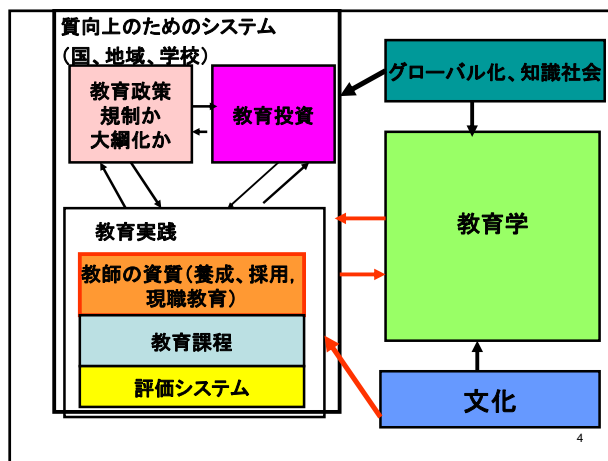 質向上のためのシステム
(国、地域、学校)
教育政策
規制か
大綱化か
教育投資
グローバル化、知識社会
教育学
教育実践
教師の資質(養成、採用,
現職教育)
教育課程
評価システム
文化
4